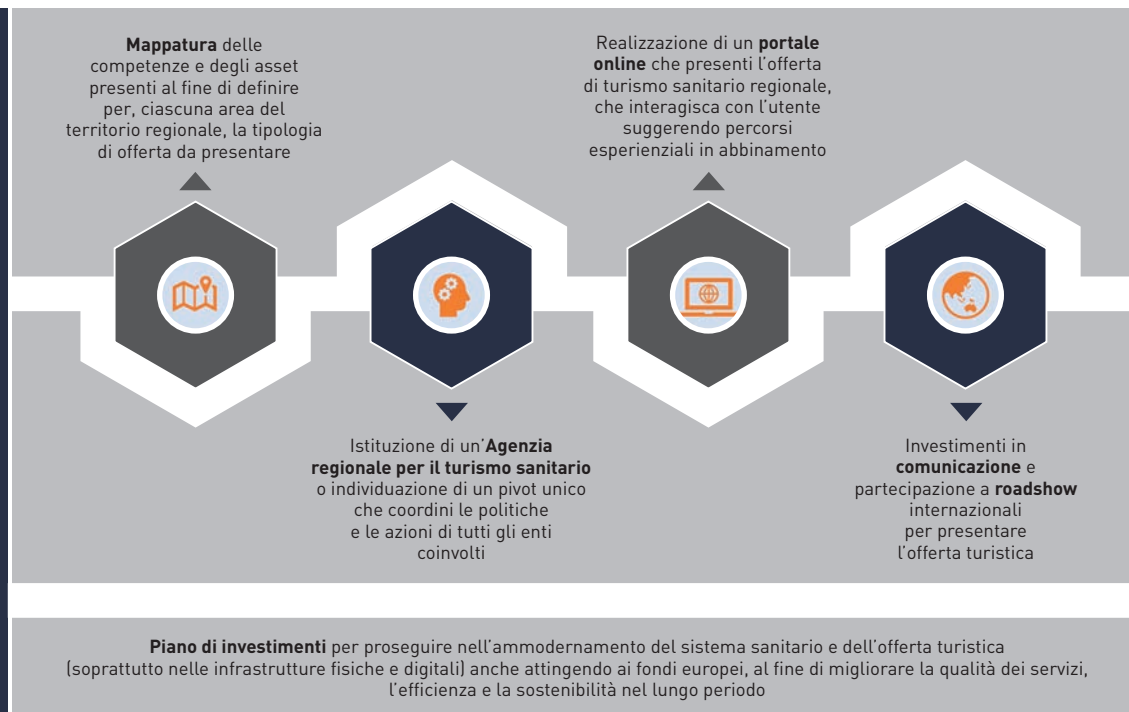 Mappatura delle
competenze e degli asset
presenti al fine di definire
per, ciascuna area del
territorio regionale, la tipologia
di offerta da presentare
Istituzione di un'Agenzia
regionale per il turismo sanitario
o individuazione di un pivot unico
che coordini le politiche
e le azioni di tutti gli enti
coinvolti
Realizzazione di un portale
online che presenti l'offerta
di turismo sanitario regionale,
che interagisca con l'utente
suggerendo percorsi
esperienziali in abbinamento
Investimenti in
comunicazione e
partecipazione a roadshow
internazionali
per presentare
l'offerta turistica
Piano di investimenti per proseguire nell'ammodernamento del sistema sanitario e dell'offerta turistica
(soprattutto nelle infrastrutture fisiche e digitali) anche attingendo ai fondi europei, al fine di migliorare la qualità dei servizi,
l'efficienza e la sostenibilità nel lungo periodo